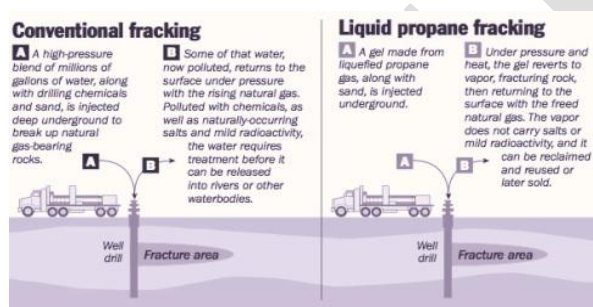 Conventional fracking
A A high-pressure
blend of millions of
gallons of water, along
with drilling chemicals
and sand, is injected
deep underground to
break up natural
gas-bearing
rocks.
B Some of that water,
now polluted, returns to the
surface under pressure
with the rising natural gas.
Polluted with chemicals, as
well as naturally-occurring
salts and mild radioactivity,
the water requires
treatment before it
can be released
into rivers or other
waterbodies.
A
B
Well
drill
Fracture area
Liquid propane fracking
A A gel made from
liquefied propane
gas, along with
sand, is injected
underground.
B Under pressure and
heat, the gel reverts to
vapor, fracturing rock,
then returning to the
surface with the freed
natural gas. The vapor
does not carry salts or
mild radioactivity, and it
can be reclaimed
and reused or
later sold.
A
B
Well
drill
Fracture area